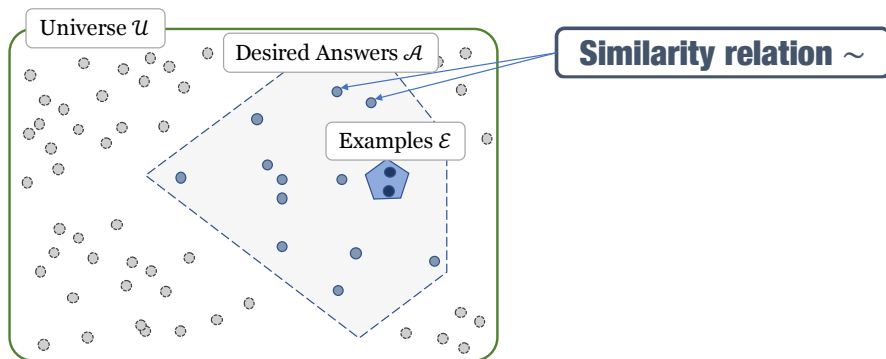 Universe 𝒰
Desired Answers 𝒜
Similarity relation ∼
Examples ℰ